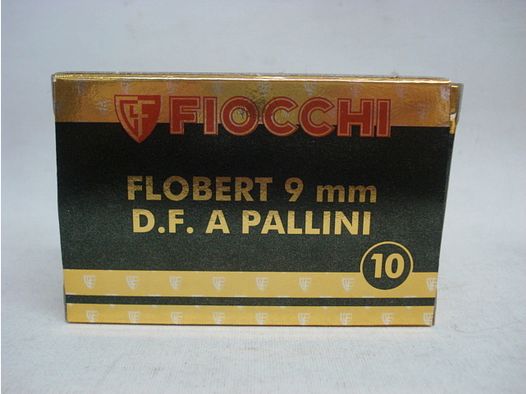 FIOCCHI
FLOBERT 9 mm
D.F. A PALLINI
10